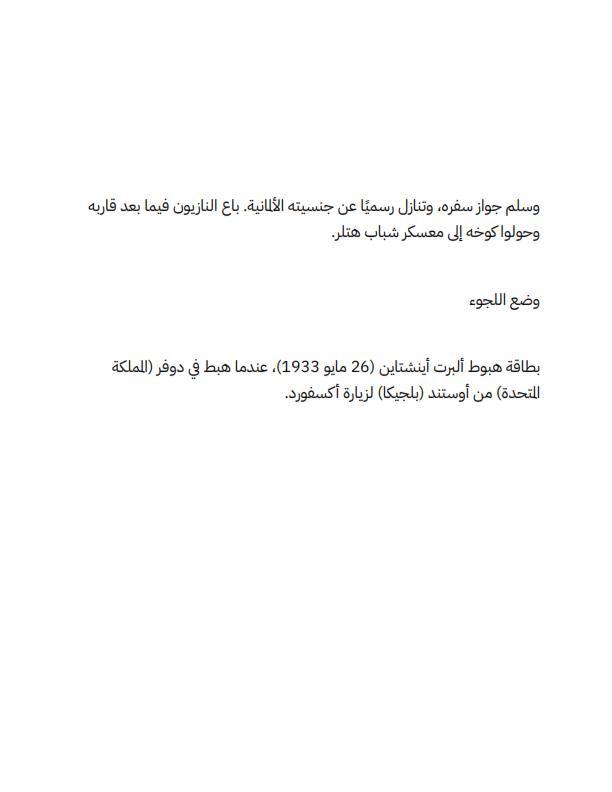 وسلم جواز سفره، وتنازل رسميًا عن جنسيته الألمانية. باع النازيون فيما بعد قاربه
وحولوا كوخه إلى معسكر شباب هتلر.
وضع اللجوء
بطاقة هبوط ألبرت أينشتاين (26 مايو 1933)، عندما هبط في دوفر (المملكة
المتحدة) من أوستند (بلجيكا) لزيارة أكسفورد.